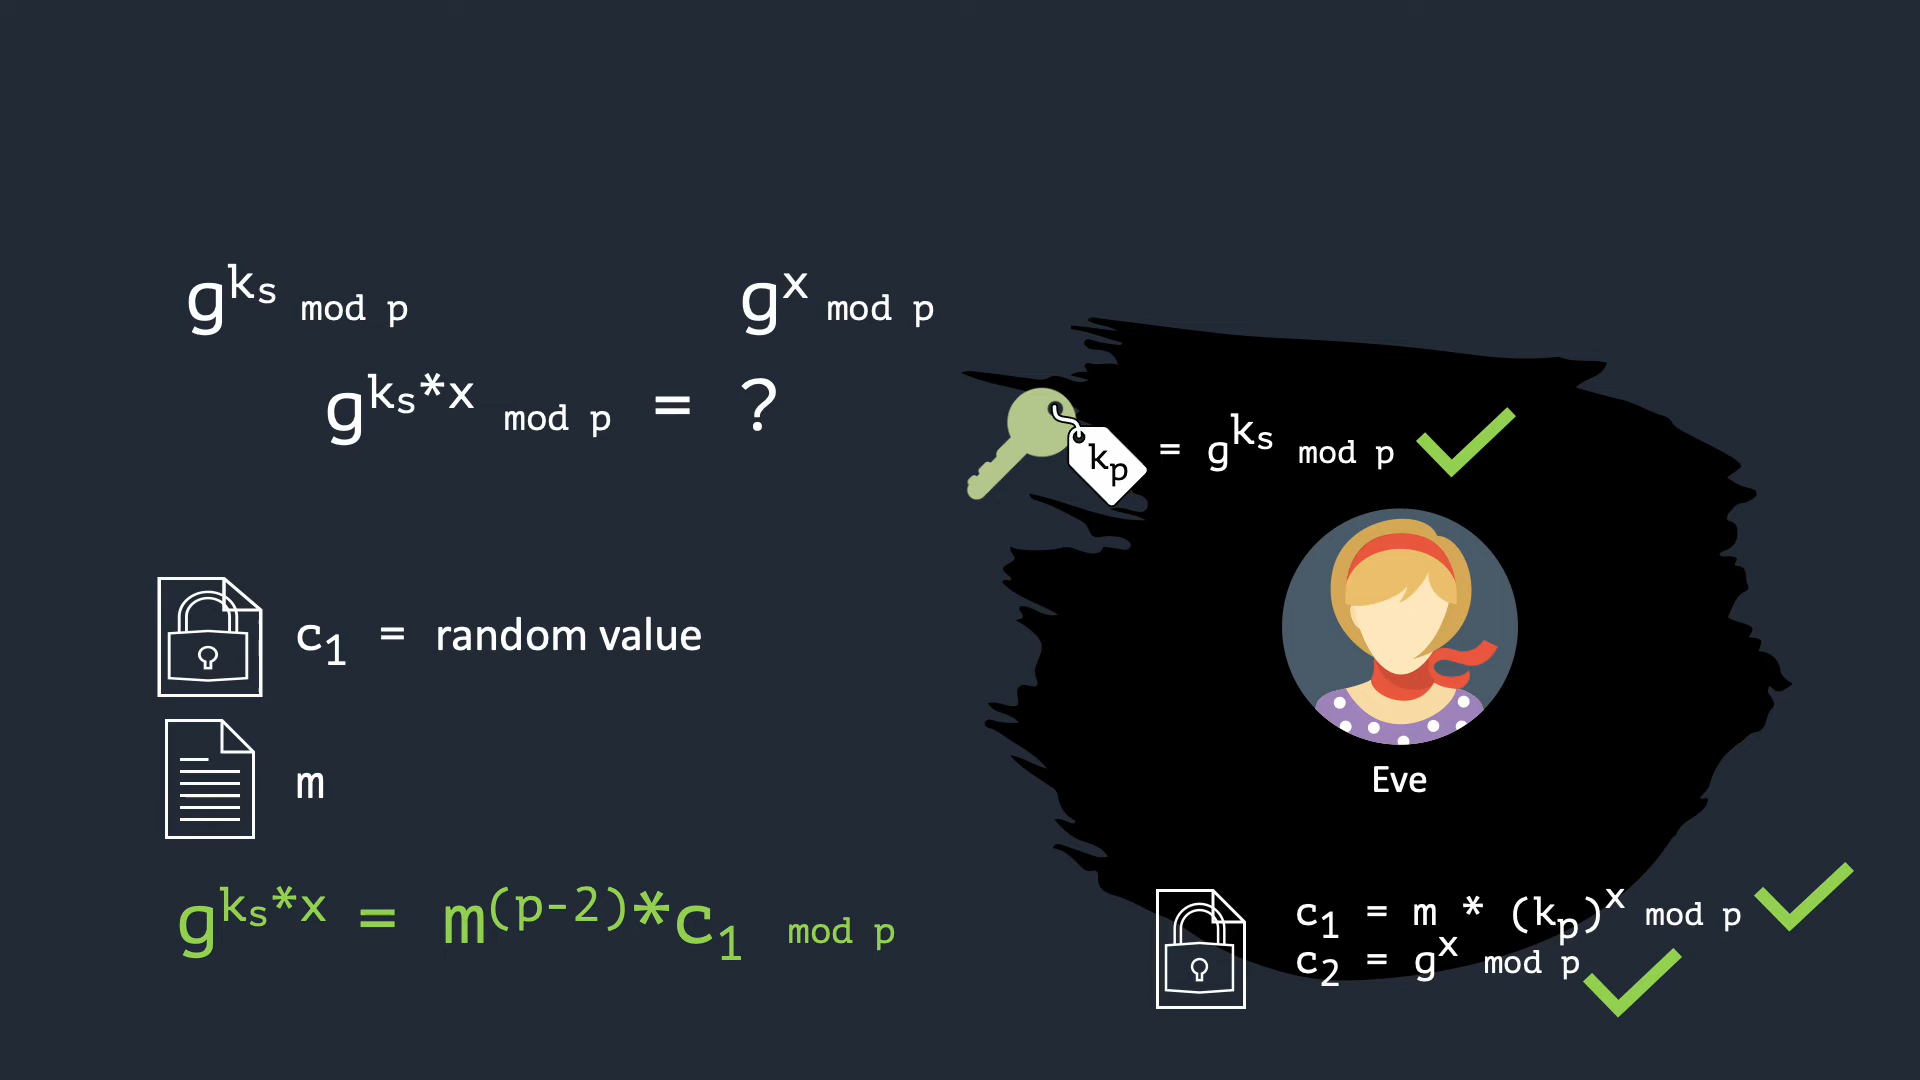 g^ks mod p
g^x mod p
g^ks*x mod p = ?
kp = g^ks mod p
c₁ = random value
m
Eve
g^ks*x = m^(p-2)*c₁ mod p
c₁ = m * (kp)^x mod p
c₂ = g^x mod p